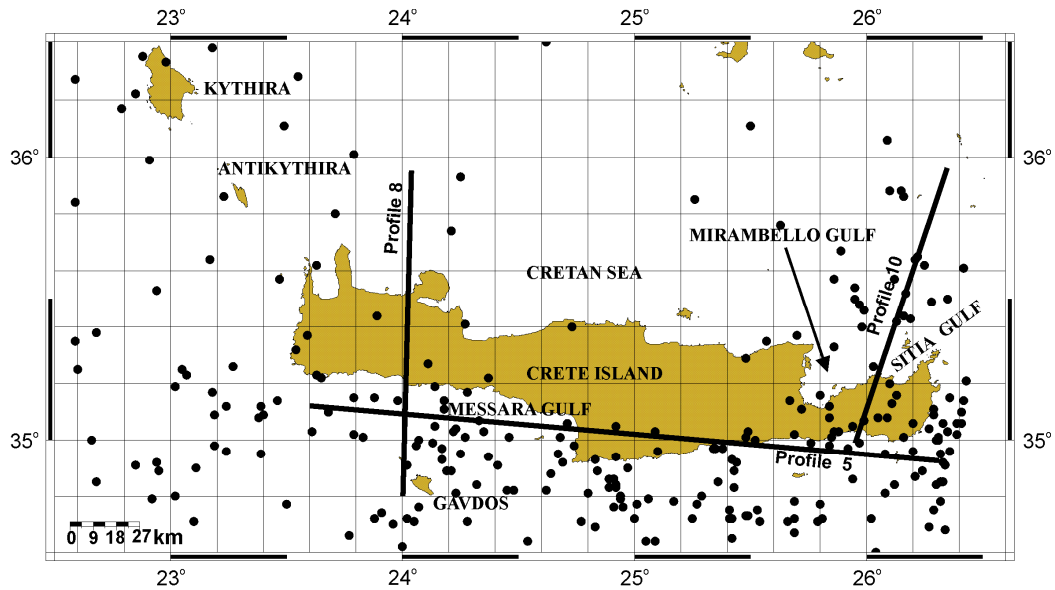 23° 24° 25° 26°
KYTHIRA
36° 36°
ANTIKYTHIRA
Profile 8
MIRAMBELLO GULF
CRETAN SEA
Profile 10
SITIA GULF
CRETE ISLAND
MESSARA GULF
35° 35°
Profile 5
GAVDOS
0 9 18 27 km
23° 24° 25° 26°